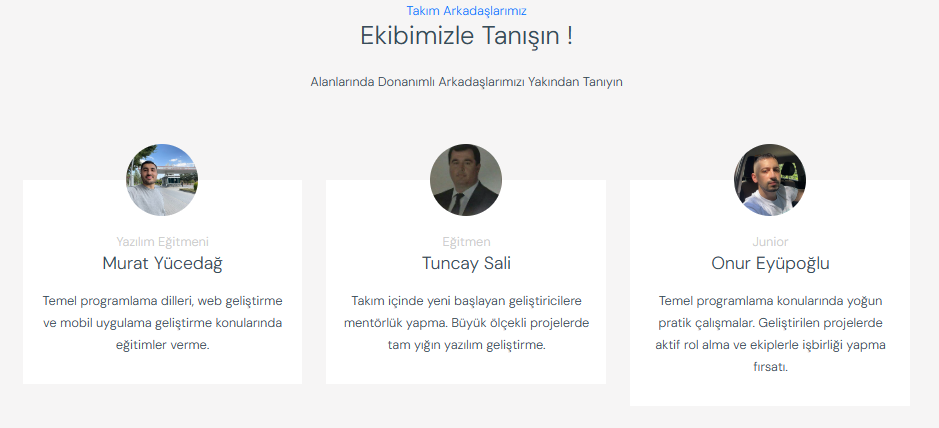 Takım Arkadaşlarımız
Ekibimizle Tanışın !
Alanlarında Donanımlı Arkadaşlarımızı Yakından Tanıyın
Yazılım Eğitmeni
Murat Yücedağ
Temel programlama dilleri, web geliştirme
ve mobil uygulama geliştirme konularında
eğitimler verme.
Eğitmen
Tuncay Sali
Takım içinde yeni başlayan geliştiricilere
mentörlük yapma. Büyük ölçekli projelerde
tam yığın yazılım geliştirme.
Junior
Onur Eyüpoğlu
Temel programlama konularında yoğun
pratik çalışmalar. Geliştirilen projelerde
aktif rol alma ve ekiplerle işbirliği yapma
fırsatı.